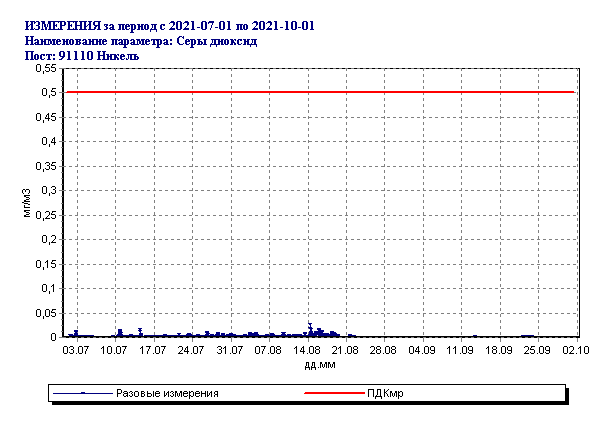 ИЗМЕРЕНИЯ за период с 2021-07-01 по 2021-10-01
Наименование параметра: Серы диоксид
Пост: 91110 Никель
0,55
0,5
0,45
0,4
0,35
0,3
0,25
0,2
0,15
0,1
0,05
0
мг/м3
03.07 10.07 17.07 24.07 31.07 07.08 14.08 21.08 28.08 04.09 11.09 18.09 25.09 02.10
дд.мм
Разовые измерения ПДКмр